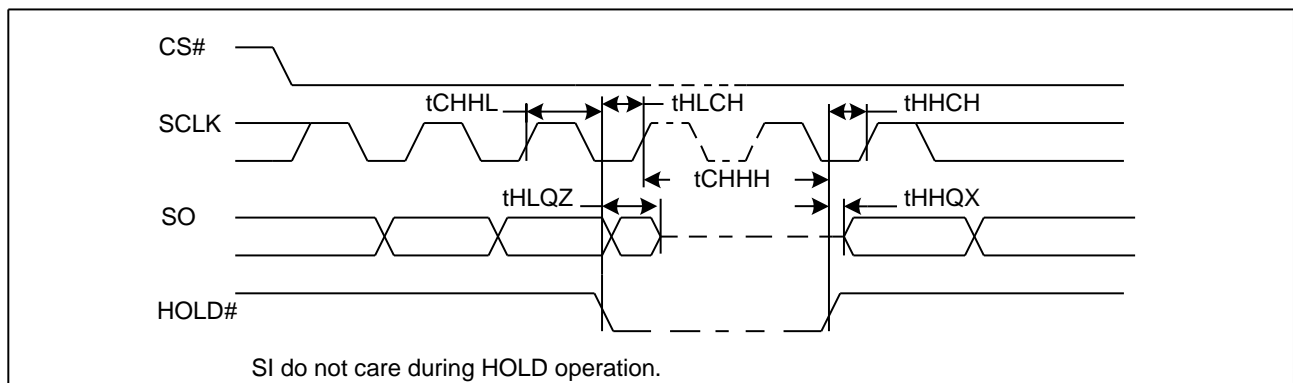 CS#
tCHHL
tHLCH
tHHCH
SCLK
tCHHH
tHLQZ
tHHQX
SO
HOLD#
SI do not care during HOLD operation.